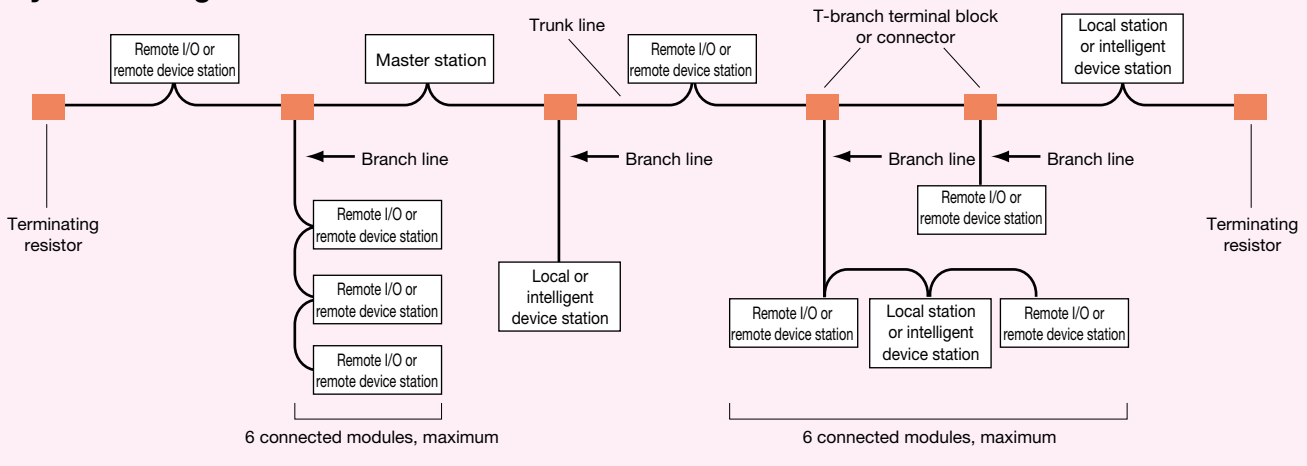 Trunk line
T-branch terminal block
or connector
Local station
or intelligent
device station
Remote I/O or
remote device station
Master station
Remote I/O or
remote device station
Branch line
Branch line
Branch line
Branch line
Terminating
resistor
Remote I/O or
remote device station
Remote I/O or
remote device station
Terminating
resistor
Local or
intelligent
device station
Remote I/O or
remote device station
Remote I/O or
remote device station
Local station
or intelligent
device station
Remote I/O or
remote device station
Remote I/O or
remote device station
6 connected modules, maximum
6 connected modules, maximum